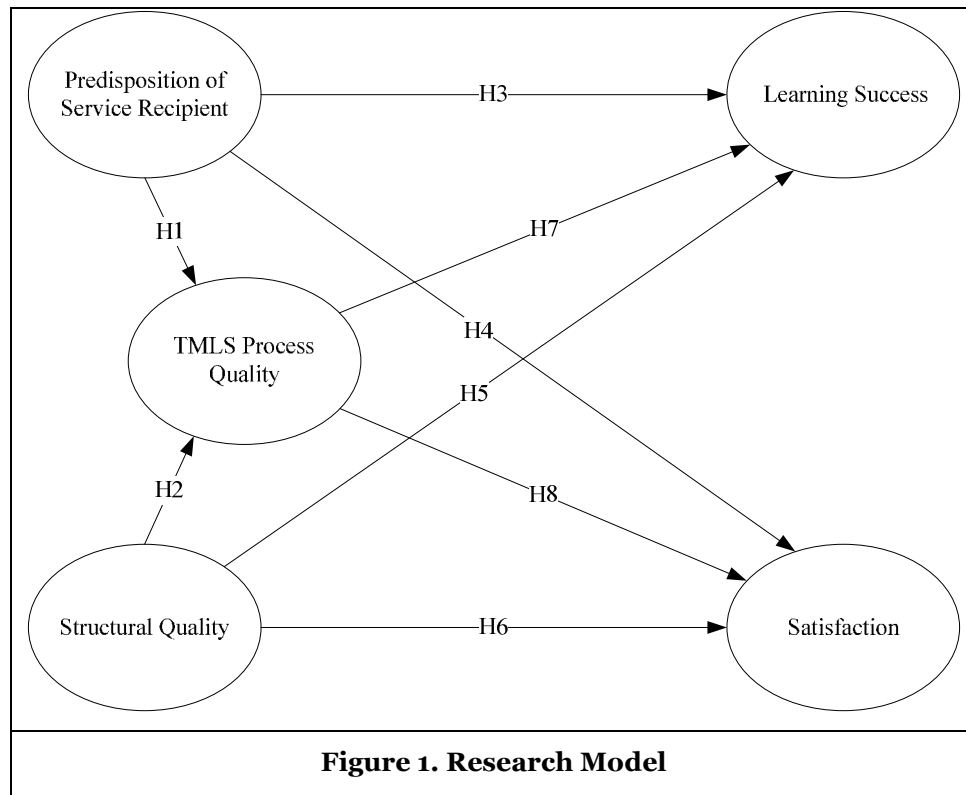 Predisposition of
Service Recipient
H3
Learning Success
H1
H7
TMLS Process
Quality
H4
H5
H2
H8
Structural Quality
H6
Satisfaction
Figure 1. Research Model